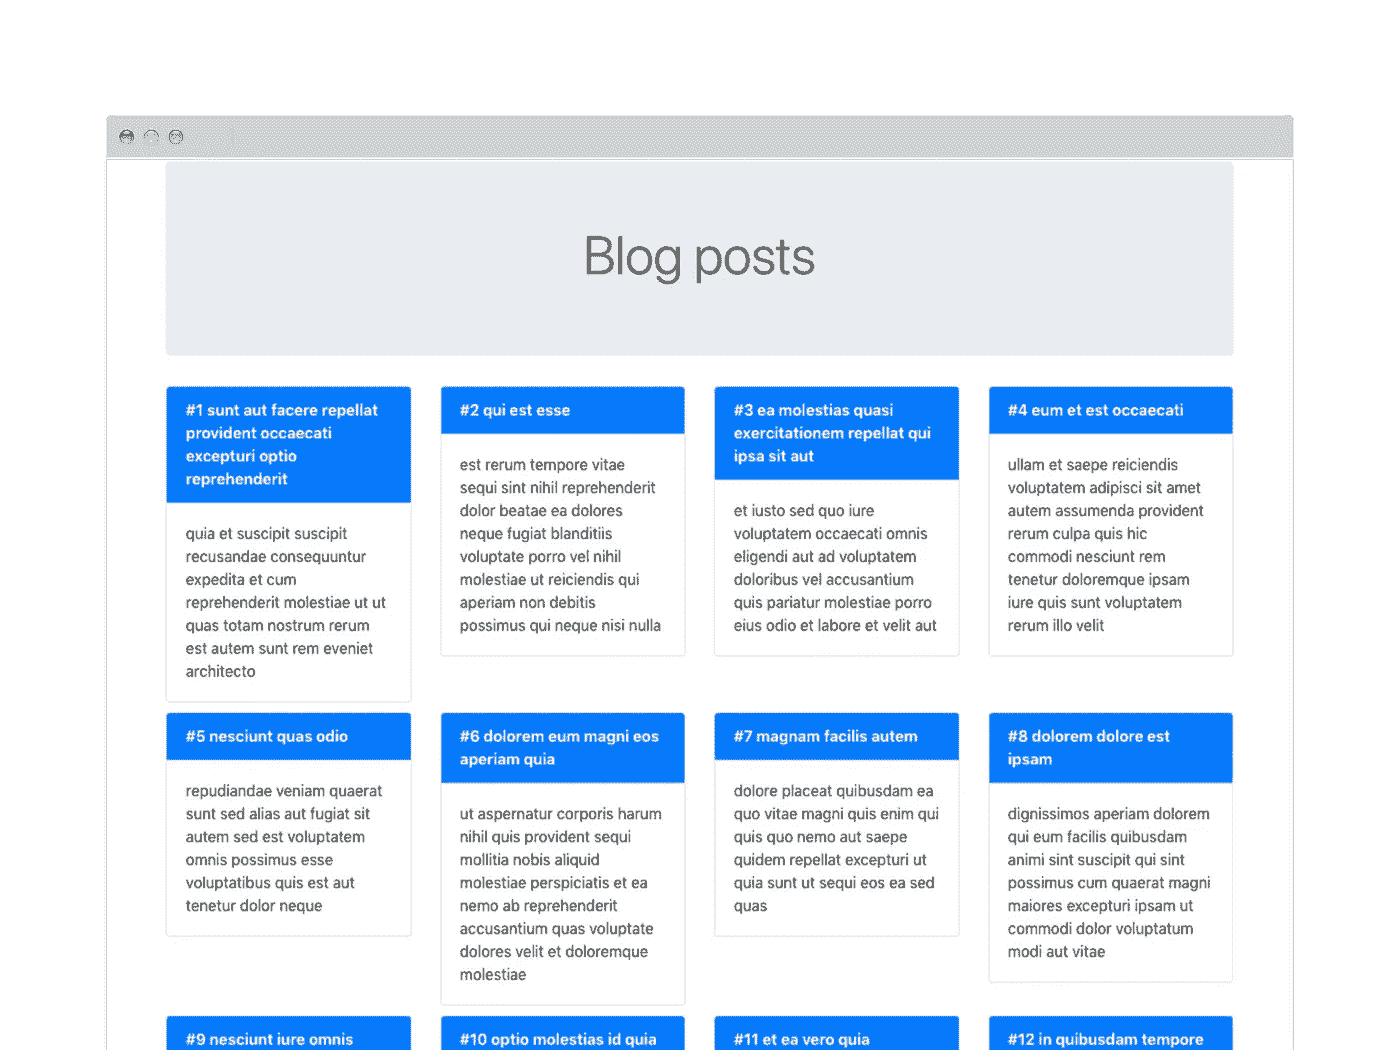 Blog posts
#1 sunt aut facere repellat
provident occaecati
excepturi optio
reprehenderit
quia et suscipit suscipit
recusandae consequuntur
expedita et cum
reprehenderit molestiae ut ut
quas totam nostrum rerum
est autem sunt rem eveniet
architecto
#2 qui est esse
est rerum tempore vitae
sequi sint nihil reprehenderit
dolor beatae ea dolores
neque fugiat blanditiis
voluptate porro vel nihil
molestiae ut reiciendis qui
aperiam non debitis
possimus qui neque nisi nulla
#3 ea molestias quasi
exercitationem repellat qui
ipsa sit aut
et iusto sed quo iure
voluptatem occaecati omnis
eligendi aut ad voluptatem
doloribus vel accusantium
quis pariatur molestiae porro
eius odio et labore et velit aut
#4 eum et est occaecati
ullam et saepe reiciendis
voluptatem adipisci sit amet
autem assumenda provident
rerum culpa quis hic
commodi nesciunt rem
tenetur doloremque ipsam
iure quis sunt voluptatem
rerum illo velit
#5 nesciunt quas odio
repudiandae veniam quaerat
sunt sed alias aut fugiat sit
autem sed est voluptatem
omnis possimus esse
voluptatibus quis est aut
tenetur dolor neque
#6 dolorem eum magni eos
aperiam quia
ut aspernatur corporis harum
nihil quis provident sequi
mollitia nobis aliquid
molestiae perspiciatis et ea
nemo ab reprehenderit
accusantium quas voluptate
dolores velit et doloremque
molestiae
#7 magnam facilis autem
dolore placeat quibusdam ea
quo vitae magni quis enim qui
quis quo nemo aut saepe
quidem repellat excepturi ut
quia sunt ut sequi eos ea sed
quas
#8 dolorem dolore est
ipsam
dignissimos aperiam dolorem
qui eum facilis quibusdam
animi sint suscipit qui sint
possimus cum quaerat magni
maiores excepturi ipsam ut
commodi dolor voluptatum
modi aut vitae
#9 nesciunt iure omnis
#10 optio molestias id quia
#11 et ea vero quia
#12 in quibusdam tempore